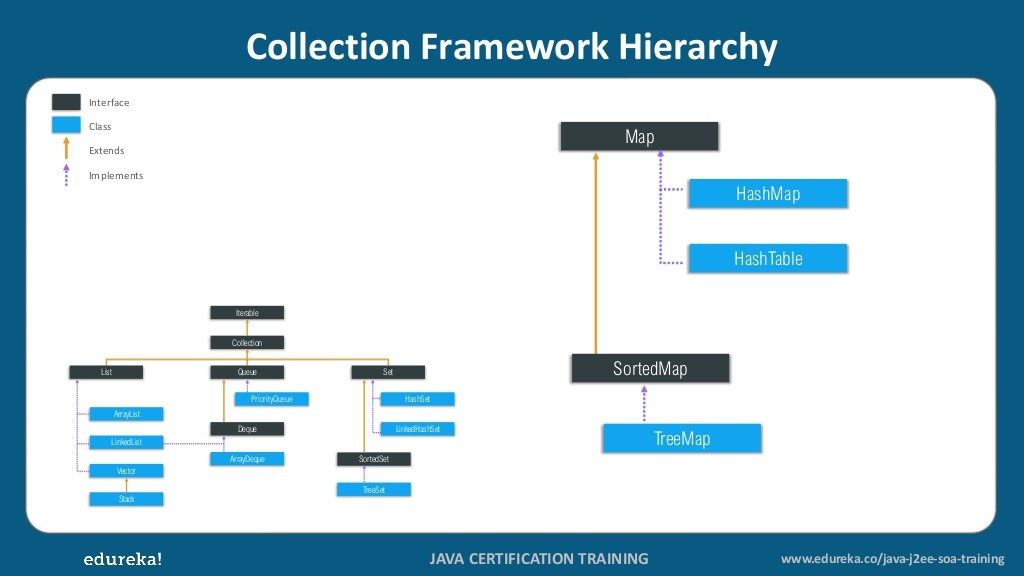 Collection Framework Hierarchy
Interface
Class
Extends
Implements
Map
HashMap
HashTable
SortedMap
TreeMap
Iterable
Collection
List
Queue
Set
PriorityQueue
HashSet
ArrayList
Deque
LinkedHashSet
LinkedList
ArrayDeque
SortedSet
Vector
TreeSet
Stack
edureka!
JAVA CERTIFICATION TRAINING
www.edureka.co/java-j2ee-soa-training